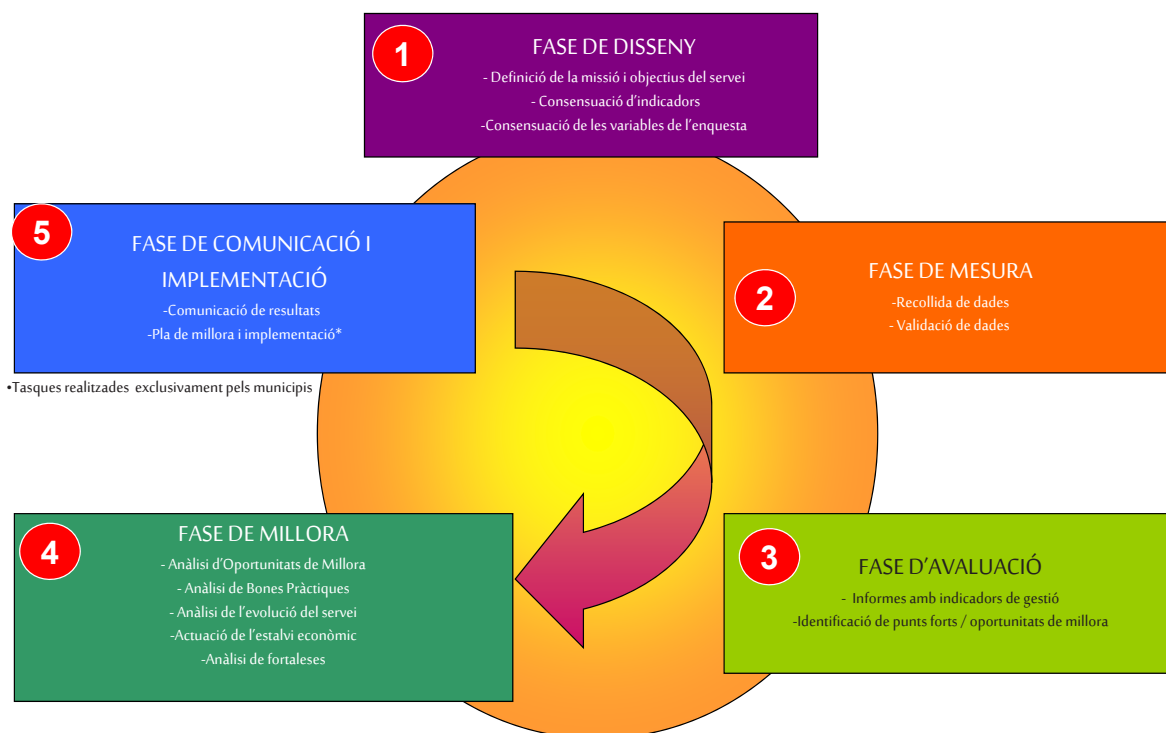 1
FASE DE DISSENY
- Definició de la missió i objectius del servei
- Consensuació d'indicadors
-Consensuació de les variables de l'enquesta
2
FASE DE MESURA
-Recollida de dades
- Validació de dades
3
FASE D'AVALUACIÓ
- Informes amb indicadors de gestió
-Identificació de punts forts / oportunitats de millora
4
FASE DE MILLORA
- Anàlisi d'Oportunitats de Millora
- Anàlisi de Bones Pràctiques
- Anàlisi de l'evolució del servei
-Actuació de l'estalvi econòmic
-Anàlisi de fortaleses
5
FASE DE COMUNICACIÓ I
IMPLEMENTACIÓ
-Comunicació de resultats
-Pla de millora i implementació*
•Tasques realitzades exclusivament pels municipis